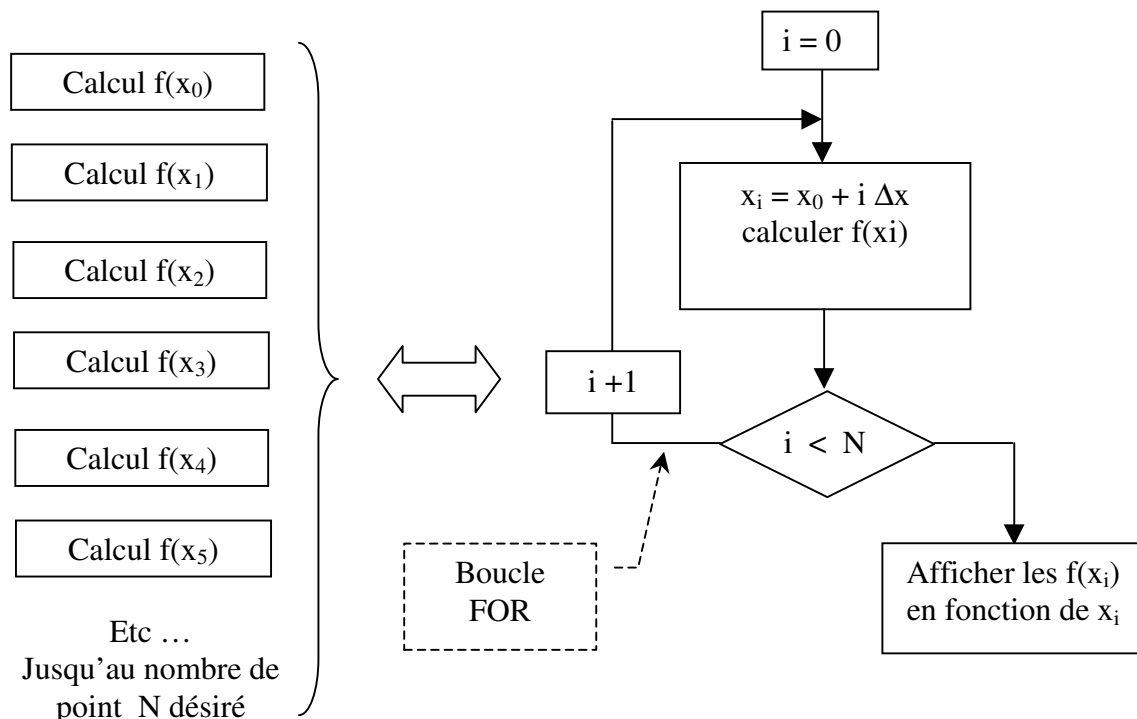 Calcul f(x₀)
Calcul f(x₁)
Calcul f(x₂)
Calcul f(x₃)
Calcul f(x₄)
Calcul f(x₅)
Etc …
Jusqu’au nombre de
point N désiré
i = 0
xᵢ = x₀ + i Δx
calculer f(xi)
i +1
i < N
Boucle
FOR
Afficher les f(xᵢ)
en fonction de xᵢ